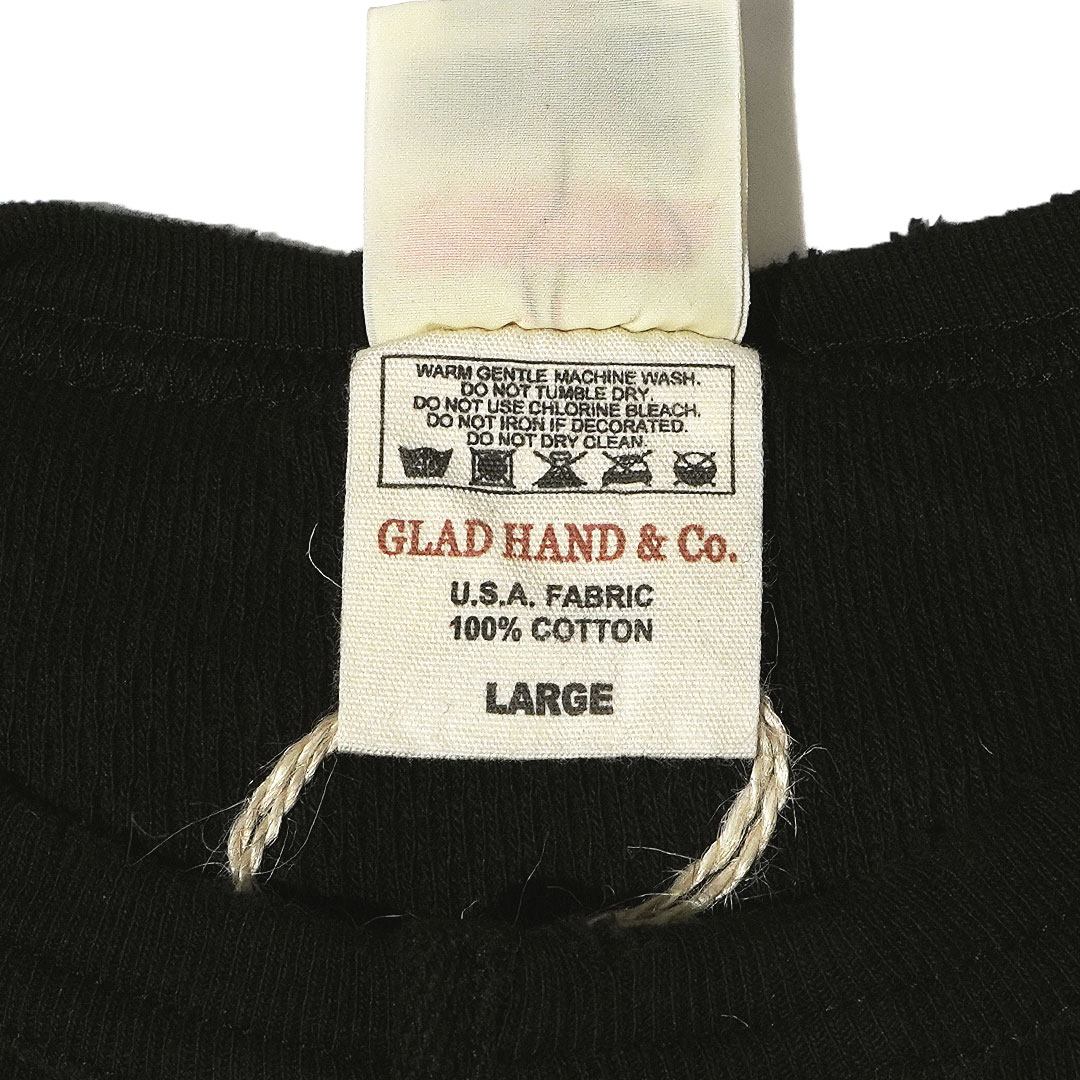 WARM GENTLE MACHINE WASH.
DO NOT TUMBLE DRY.
DO NOT USE CHLORINE BLEACH.
DO NOT IRON IF DECORATED.
DO NOT DRY CLEAN.
GLAD HAND & Co.
U.S.A. FABRIC
100% COTTON
LARGE